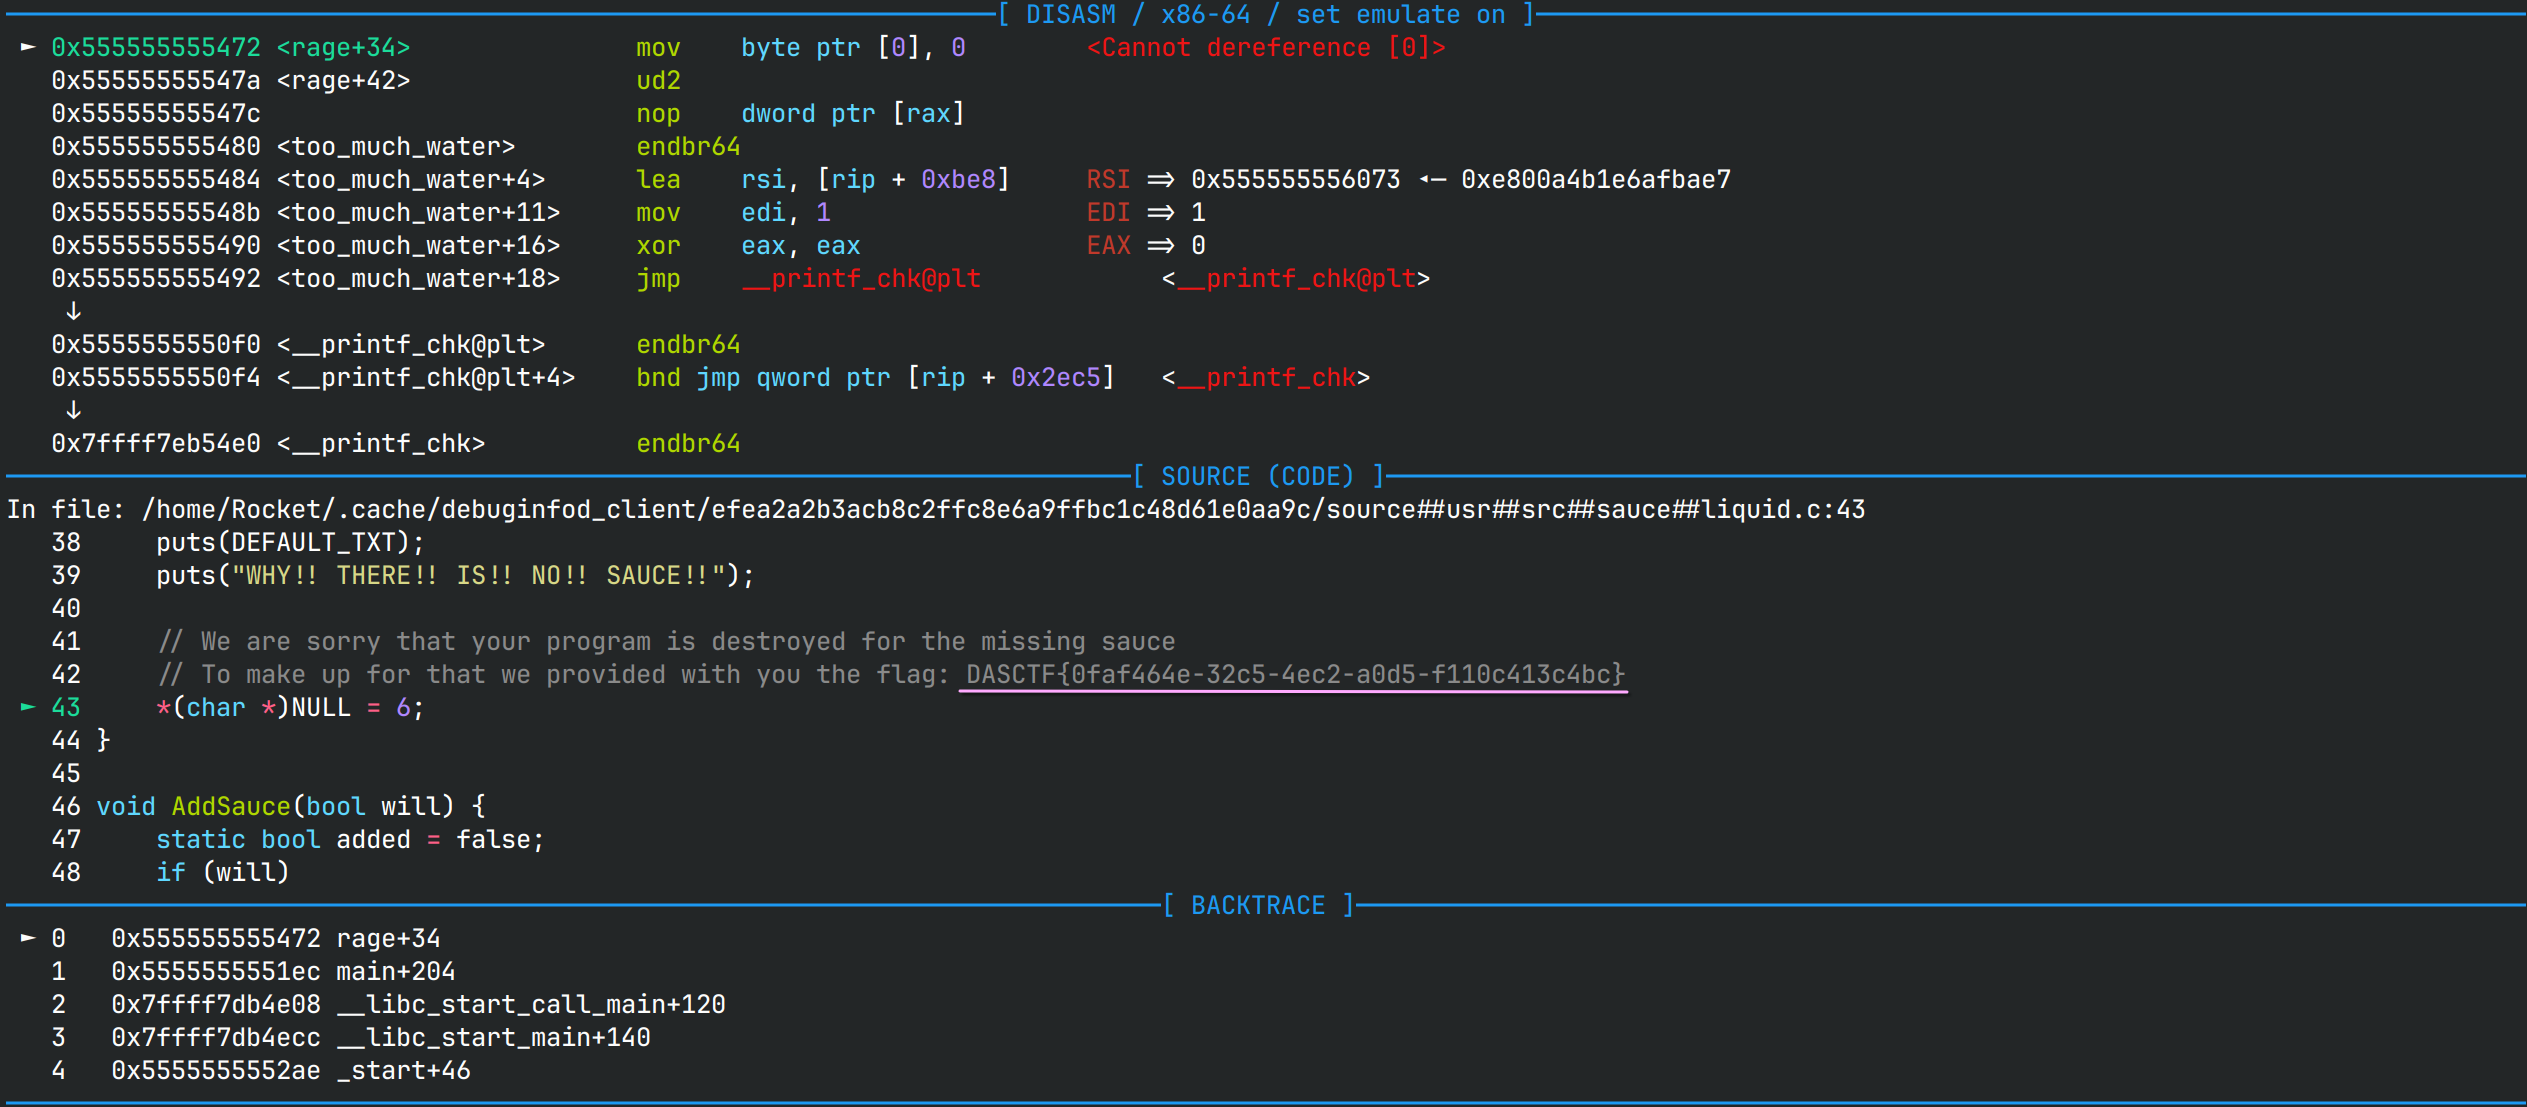 [ DISASM / x86-64 / set emulate on ]
► 0x555555555472 <rage+34> mov byte ptr [0], 0 <Cannot dereference [0]>
0x55555555547a <rage+42> ud2
0x55555555547c nop dword ptr [rax]
0x555555555480 <too_much_water> endbr64
0x555555555484 <too_much_water+4> lea rsi, [rip + 0xbe8] RSI => 0x555555556073 ◂— 0xe800a4b1e6afbae7
0x55555555548b <too_much_water+11> mov edi, 1 EDI => 1
0x555555555490 <too_much_water+16> xor eax, eax EAX => 0
0x555555555492 <too_much_water+18> jmp __printf_chk@plt <__printf_chk@plt>
↓
0x5555555550f0 <__printf_chk@plt> endbr64
0x5555555550f4 <__printf_chk@plt+4> bnd jmp qword ptr [rip + 0x2ec5] <__printf_chk>
↓
0x7ffff7eb54e0 <__printf_chk> endbr64
[ SOURCE (CODE) ]
In file: /home/Rocket/.cache/debuginfod_client/efea2a2b3acb8c2ffc8e6a9ffbc1c48d61e0aa9c/source##usr##src##sauce##liquid.c:43
38 puts(DEFAULT_TXT);
39 puts("WHY!! THERE!! IS!! NO!! SAUCE!!");
40
41 // We are sorry that your program is destroyed for the missing sauce
42 // To make up for that we provided with you the flag: DASCTF{0faf464e-32c5-4ec2-a0d5-f110c413c4bc}
► 43 *(char *)NULL = 6;
44 }
45
46 void AddSauce(bool will) {
47 static bool added = false;
48 if (will)
[ BACKTRACE ]
► 0 0x555555555472 rage+34
1 0x5555555551ec main+204
2 0x7ffff7db4e08 __libc_start_call_main+120
3 0x7ffff7db4ecc __libc_start_main+140
4 0x5555555552ae _start+46